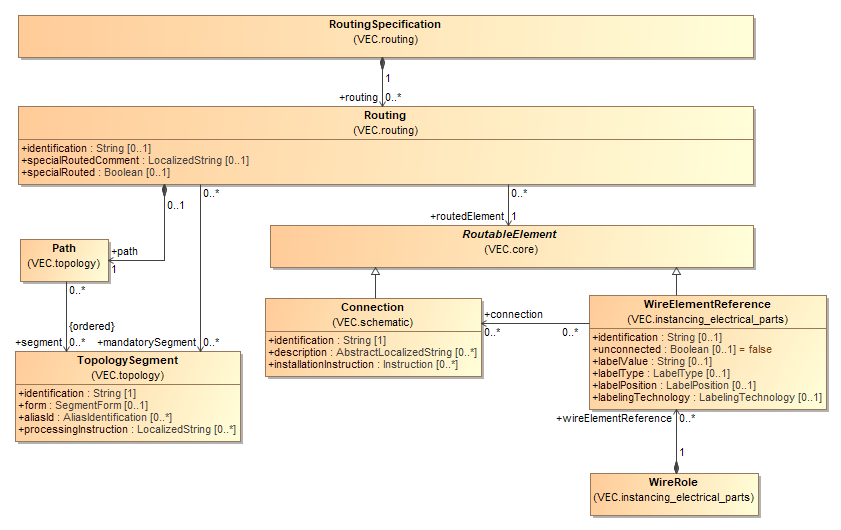 RoutingSpecification
(VEC.routing)
1
+routing 0..*
Routing
(VEC.routing)
+identification : String [0..1]
+specialRoutedComment : LocalizedString [0..1]
+specialRouted : Boolean [0..1]
0..1
0..*
0..*
+routedElement 1
RoutableElement
(VEC.core)
Path
(VEC.topology)
+path
1
0..*
{ordered}
+segment 0..*
+mandatorySegment 0..*
TopologySegment
(VEC.topology)
+identification : String [1]
+form : SegmentForm [0..1]
+aliasId : AliasIdentification [0..*]
+processingInstruction : LocalizedString [0..*]
Connection
(VEC.schematic)
+identification : String [1]
+description : AbstractLocalizedString [0..*]
+installationInstruction : Instruction [0..*]
+connection
0..*
0..*
WireElementReference
(VEC.instancing_electrical_parts)
+identification : String [0..1]
+unconnected : Boolean [0..1] = false
+labelValue : String [0..1]
+labelType : LabelType [0..1]
+labelPosition : LabelPosition [0..1]
+labelingTechnology : LabelingTechnology [0..1]
+wireElementReference 0..*
1
WireRole
(VEC.instancing_electrical_parts)